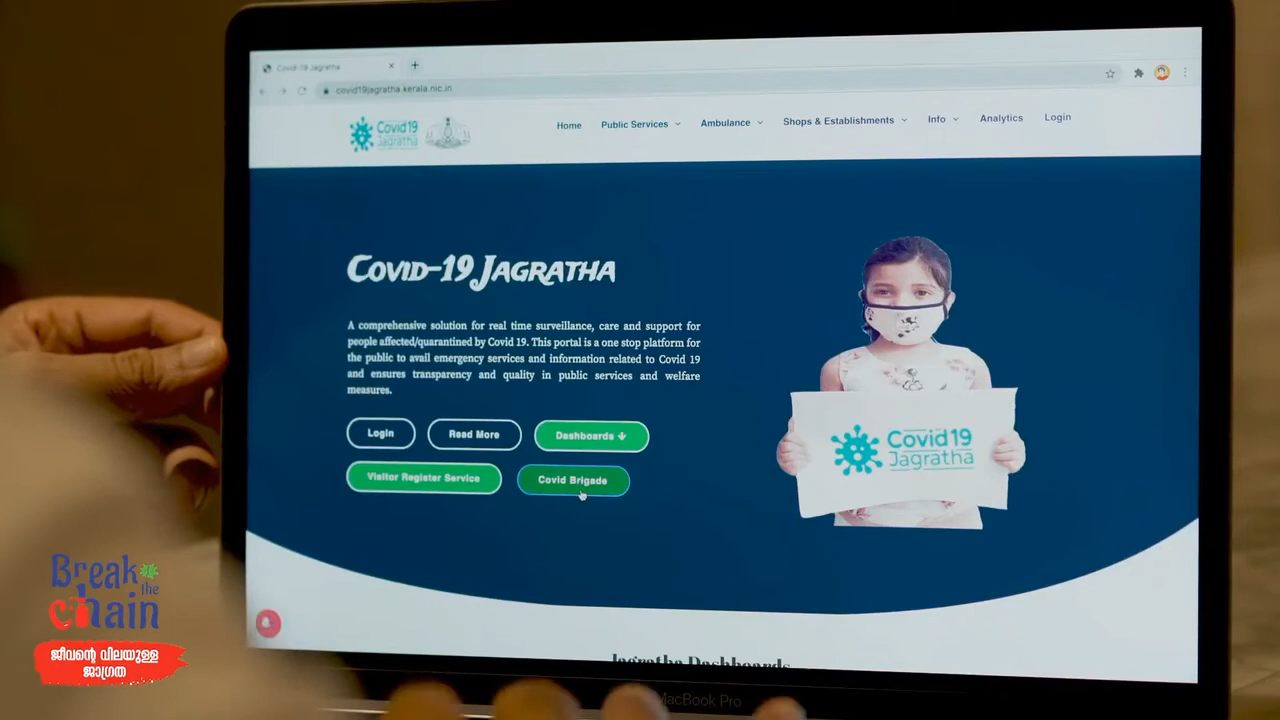 Covid-19 Jagratha
covid19jagratha.kerala.nic.in
Covid19
Jagratha
Home Public Services Ambulance Shops & Establishments Info Analytics Login
COVID-19 JAGRATHA
A comprehensive solution for real time surveillance, care and support for
people affected/quarantined by Covid 19. This portal is a one stop platform for
the public to avail emergency services and information related to Covid 19
and ensures transparency and quality in public services and welfare
measures.
Login Read More Dashboards
Visitor Register Service Covid Brigade
Covid19
Jagratha
Jagratha Dashboards
MacBook Pro
Break
the
chain
ജീവന്റെ വിലയുള്ള
ജാഗ്രത